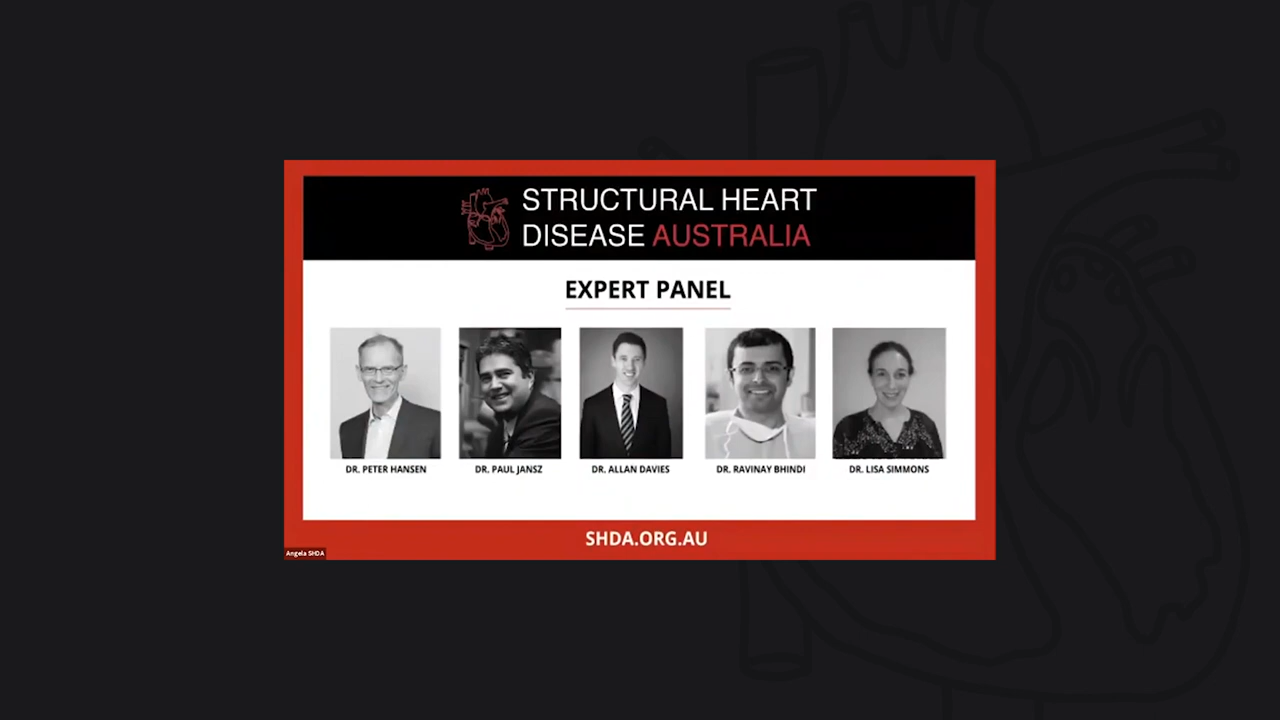 STRUCTURAL HEART
DISEASE AUSTRALIA
EXPERT PANEL
DR. PETER HANSEN
DR. PAUL JANSZ
DR. ALLAN DAVIES
DR. RAVINAY BHINDI
DR. LISA SIMMONS
SHDA.ORG.AU
Angela SHDA